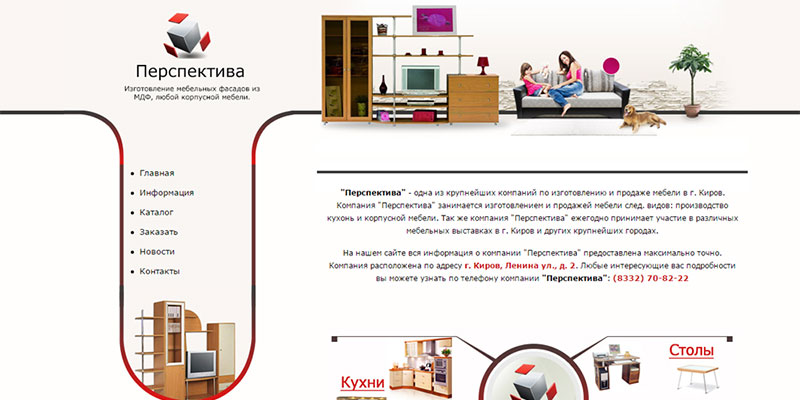 Перспектива
Изготовление мебельных фасадов из
МДФ, любой корпусной мебели.
Главная
Информация
Каталог
Заказать
Новости
Контакты
"Перспектива" - одна из крупнейших компаний по изготовлению и продаже мебели в г. Киров.
Компания "Перспектива" занимается изготовлением и продажей мебели след. видов: производство
кухонь и корпусной мебели. Так же компания "Перспектива" ежегодно принимает участие в различных
мебельных выставках в г. Киров и других крупнейших городах.
На нашем сайте вся информация о компании "Перспектива" предоставлена максимально точно.
Компания расположена по адресу г. Киров, Ленина ул., д. 2. Любые интересующие вас подробности
вы можете узнать по телефону компании "Перспектива": (8332) 70-82-22
Кухни
Столы